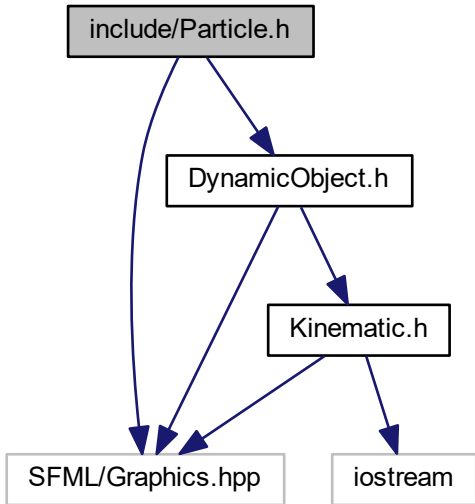 include/Particle.h
DynamicObject.h
Kinematic.h
SFML/Graphics.hpp
iostream